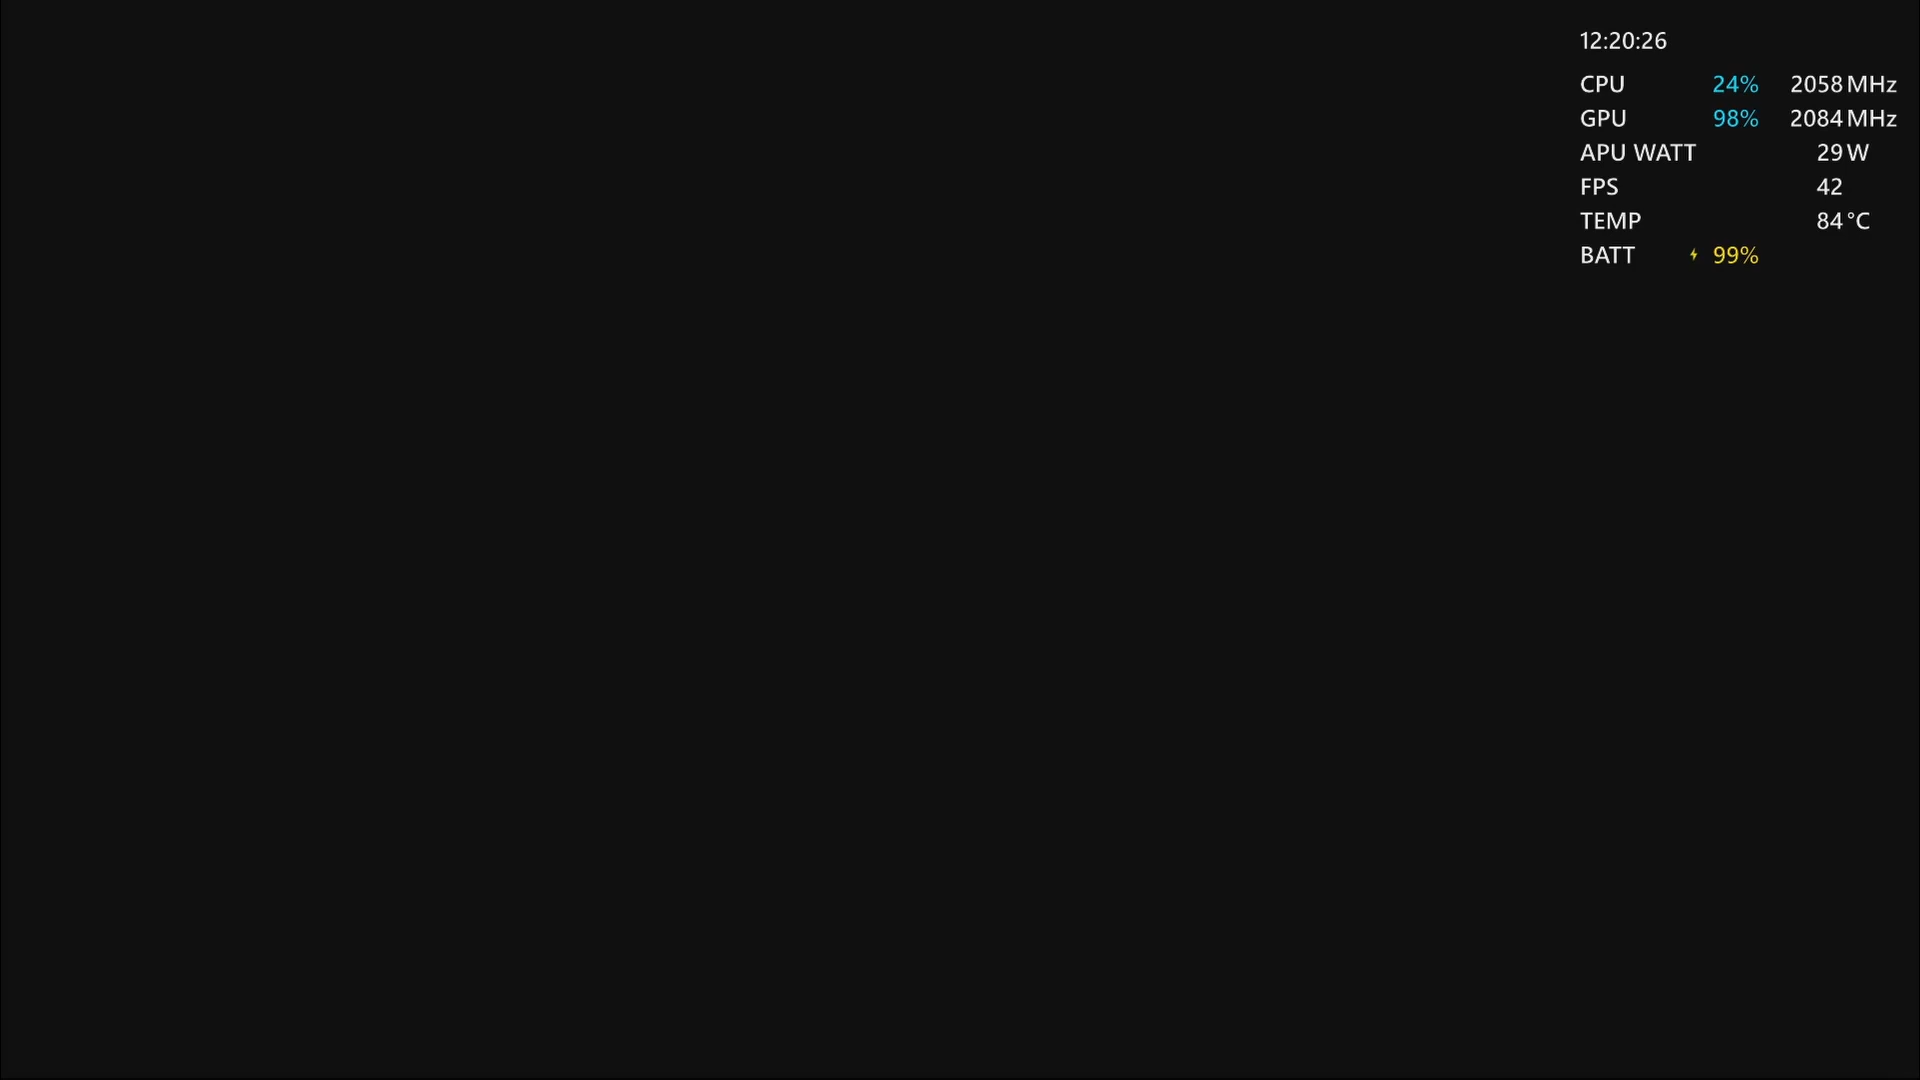 12:20:26
CPU 24% 2058 MHz
GPU 98% 2084 MHz
APU WATT 29 W
FPS 42
TEMP 84 °C
BATT 99%